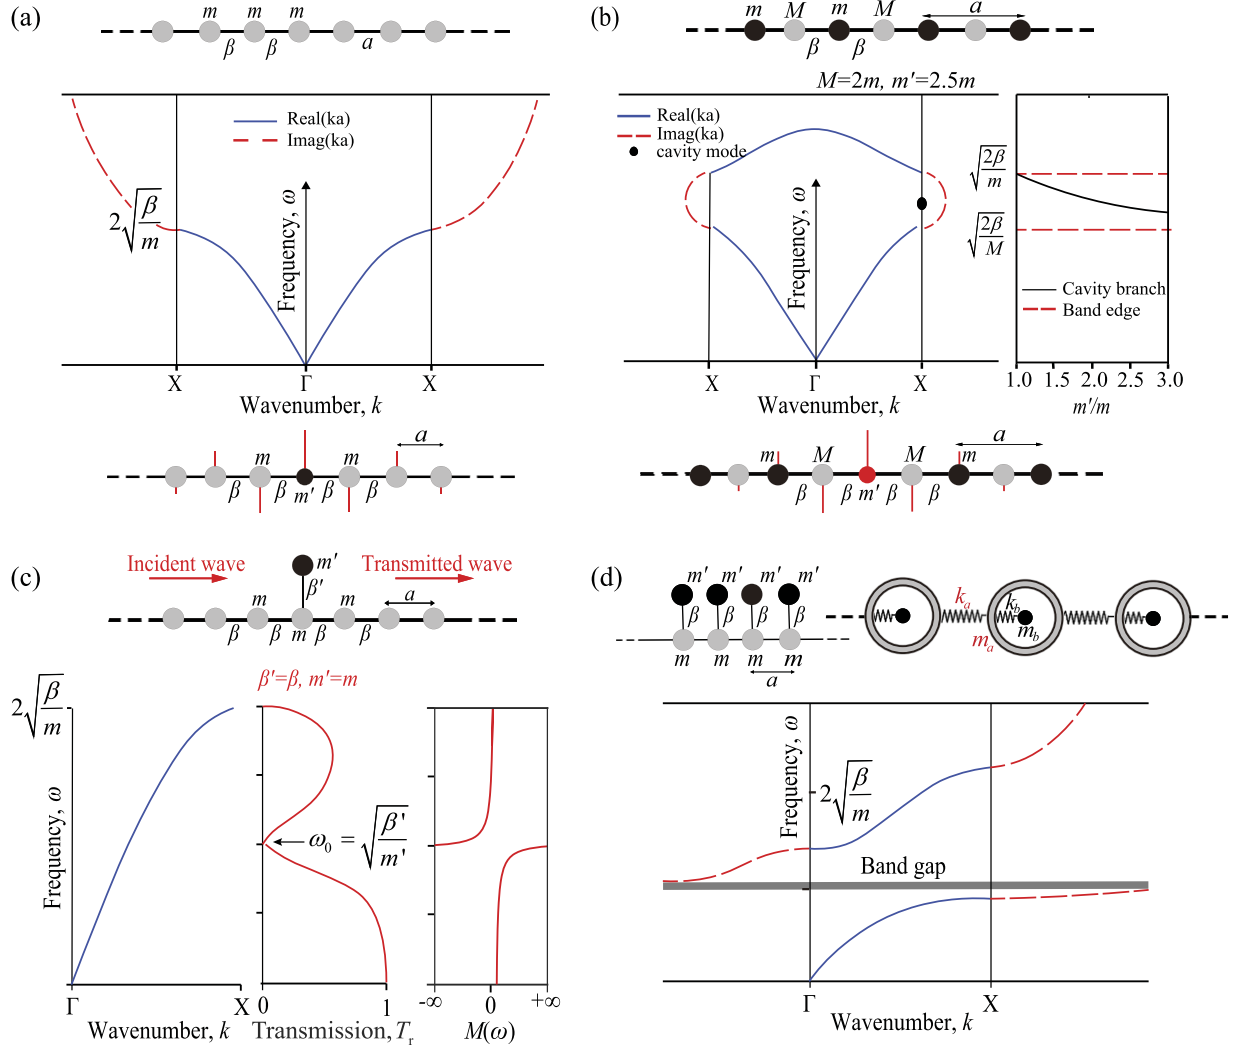 (a)
m m m
β β a
Real(ka)
Imag(ka)
2√(β/m)
Frequency, ω
X Γ X
Wavenumber, k
a
m m
β β m′ β β
(b)
m M m M a
β β
M=2m, m′=2.5m
Real(ka)
Imag(ka)
cavity mode
Frequency, ω
X Γ X
Wavenumber, k
√(2β/m)
√(2β/M)
Cavity branch
Band edge
1.0 1.5 2.0 2.5 3.0
m′/m
a
m M M m
β β m′ β β
(c)
Incident wave
m′
Transmitted wave
β′
m m a
β β m β β
β′=β, m′=m
2√(β/m)
Frequency, ω
ω₀ = √(β′/m′)
Γ X
Wavenumber, k
0 1
Transmission, Tᵣ
-∞ 0 +∞
M(ω)
(d)
m′ m′ m′ m′
β β β β
m m m m
a
kₐ k_b
mₐ m_b
Frequency, ω
2√(β/m)
Band gap
Γ X
Wavenumber, k